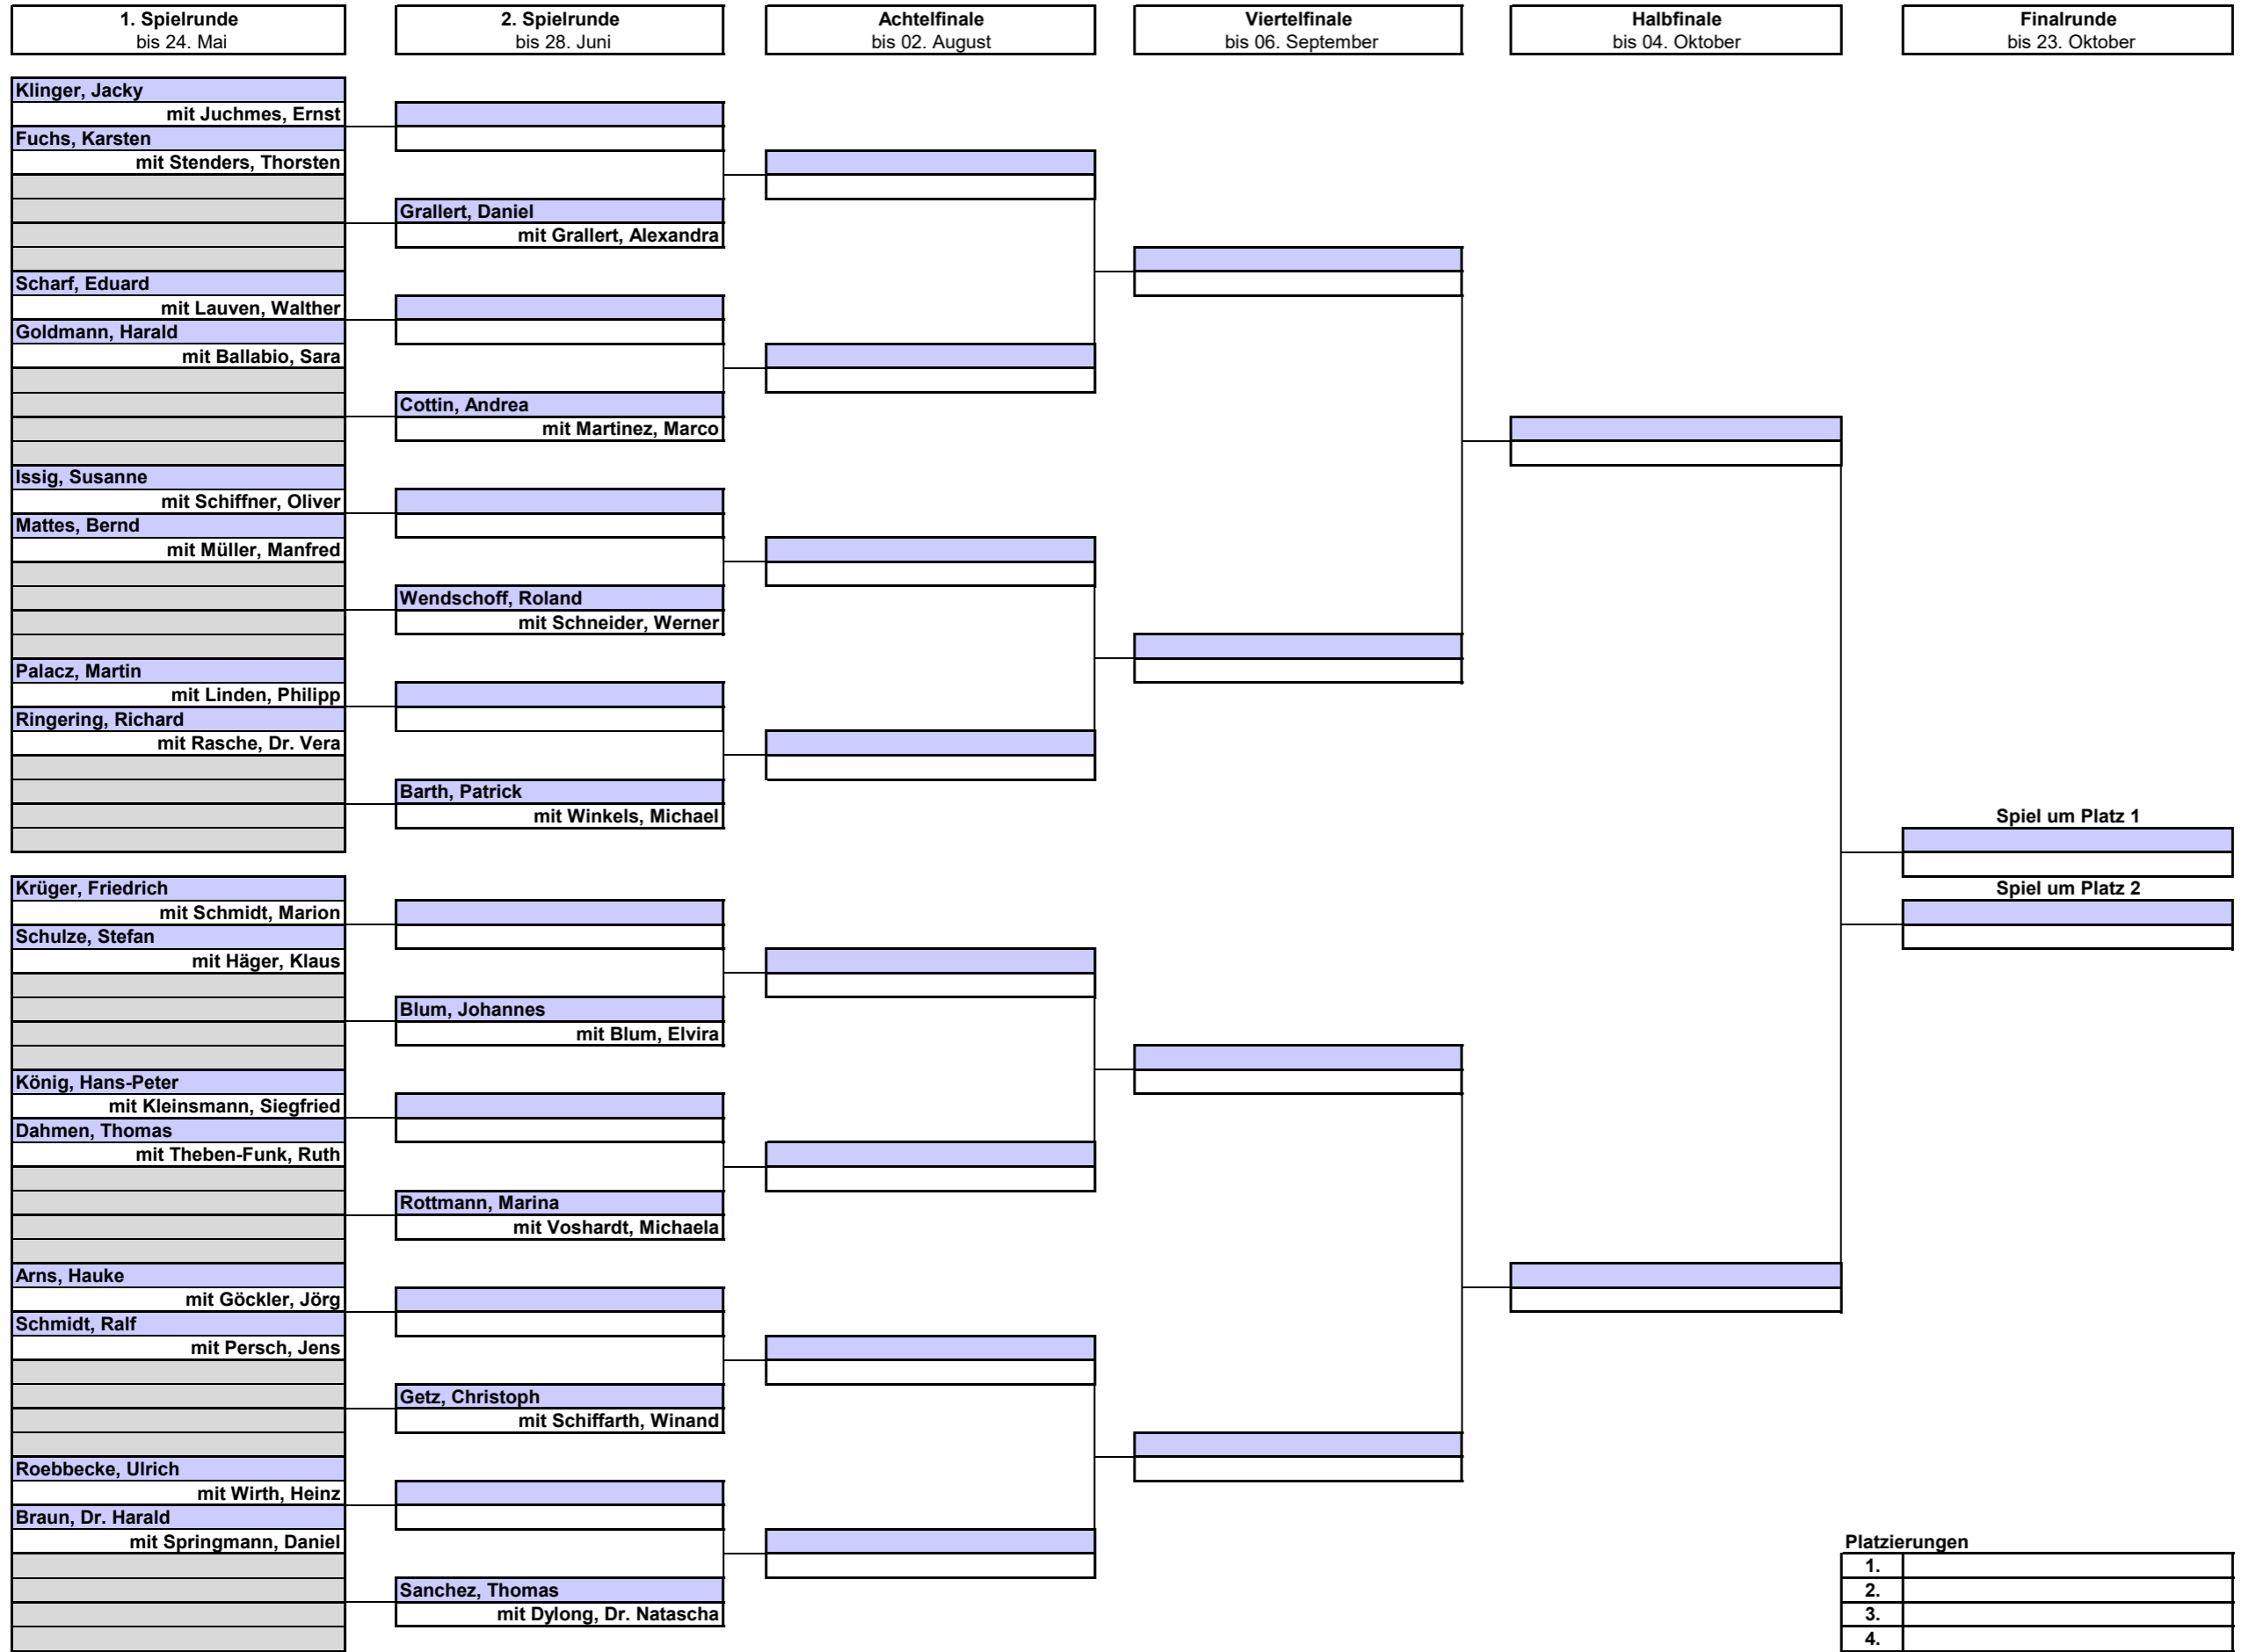 1. Spielrunde
bis 24. Mai
2. Spielrunde
bis 28. Juni
Achtelfinale
bis 02. August
Viertelfinale
bis 06. September
Halbfinale
bis 04. Oktober
Finalrunde
bis 23. Oktober
Klinger, Jacky
mit Juchmes, Ernst
Fuchs, Karsten
mit Stenders, Thorsten
Scharf, Eduard
mit Lauven, Walther
Goldmann, Harald
mit Ballabio, Sara
Issig, Susanne
mit Schiffner, Oliver
Mattes, Bernd
mit Müller, Manfred
Palacz, Martin
mit Linden, Philipp
Ringering, Richard
mit Rasche, Dr. Vera
Krüger, Friedrich
mit Schmidt, Marion
Schulze, Stefan
mit Häger, Klaus
König, Hans-Peter
mit Kleinsmann, Siegfried
Dahmen, Thomas
mit Theben-Funk, Ruth
Arns, Hauke
mit Göckler, Jörg
Schmidt, Ralf
mit Persch, Jens
Roebbecke, Ulrich
mit Wirth, Heinz
Braun, Dr. Harald
mit Springmann, Daniel
Grallert, Daniel
mit Grallert, Alexandra
Cottin, Andrea
mit Martinez, Marco
Wendschoff, Roland
mit Schneider, Werner
Barth, Patrick
mit Winkels, Michael
Blum, Johannes
mit Blum, Elvira
Rottmann, Marina
mit Voshardt, Michaela
Getz, Christoph
mit Schiffarth, Winand
Sanchez, Thomas
mit Dylong, Dr. Natascha
Spiel um Platz 1
Spiel um Platz 2
Platzierungen
1.
2.
3.
4.